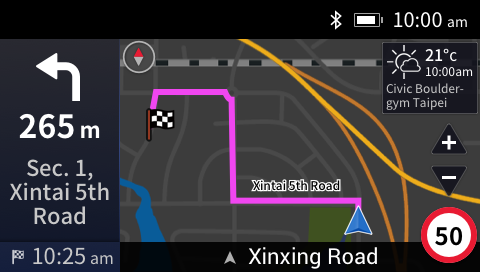 10:00 am
265 m
Sec. 1,
Xintai 5th
Road
10:25 am
21°c
10:00am
Civic Boulder-
gym Taipei
+
−
Xintai 5th Road
50
Xinxing Road